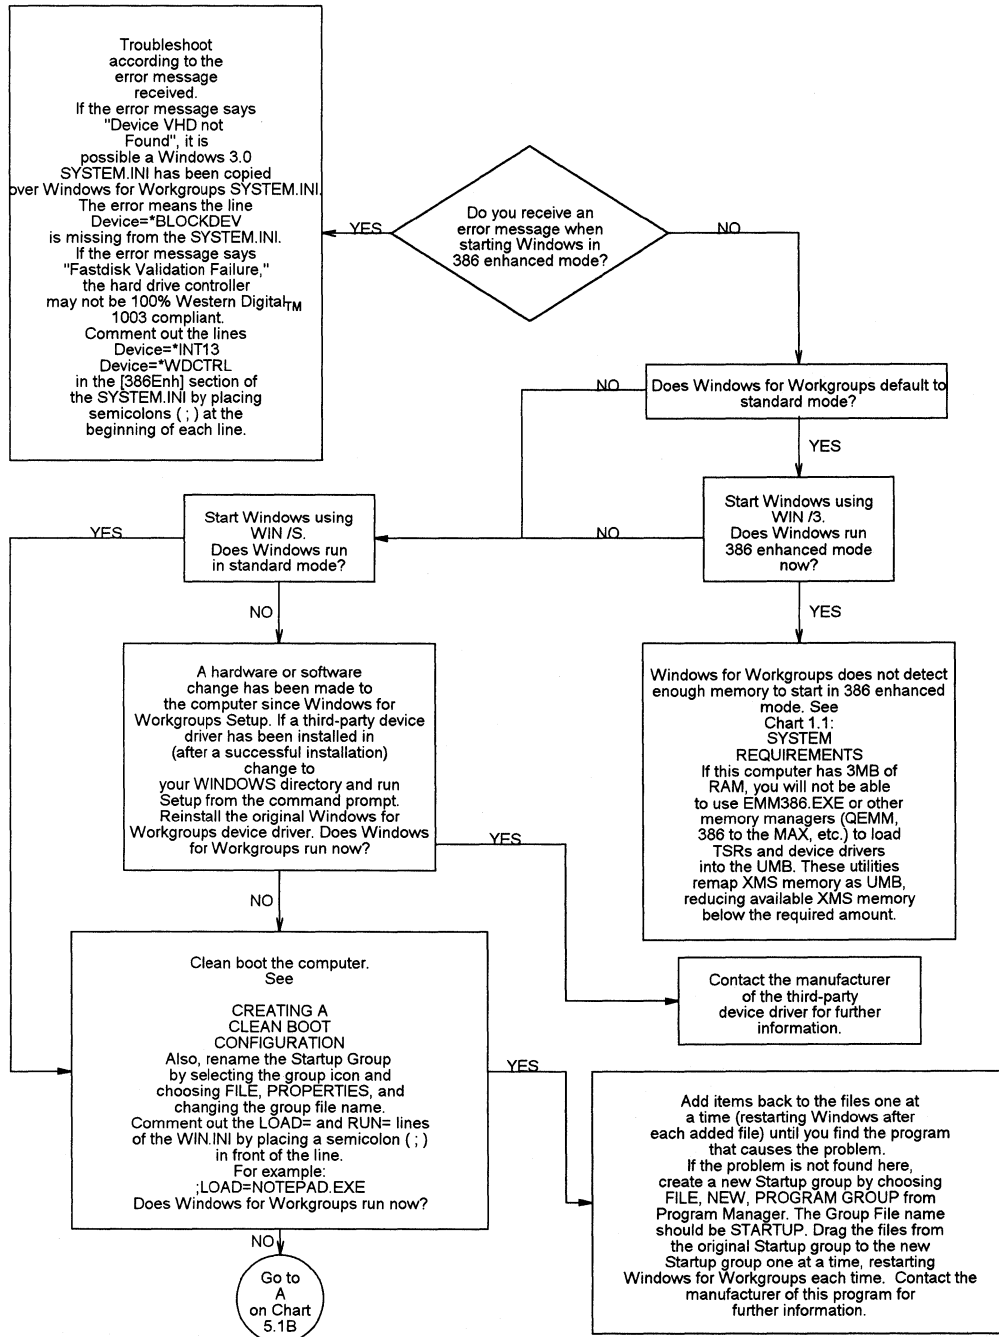 Troubleshoot
according to the
error message
received.
If the error message says
"Device VHD not
Found", it is
possible a Windows 3.0
SYSTEM.INI has been copied
over Windows for Workgroups SYSTEM.INI.
The error means the line
Device=*BLOCKDEV
is missing from the SYSTEM.INI.
If the error message says
"Fastdisk Validation Failure,"
the hard drive controller
may not be 100% Western DigitalTM
1003 compliant.
Comment out the lines
Device=*INT13
Device=*WDCTRL
in the [386Enh] section of
the SYSTEM.INI by placing
semicolons ( ; ) at the
beginning of each line.
YES
Do you receive an
error message when
starting Windows in
386 enhanced mode?
NO
Does Windows for Workgroups default to
standard mode?
NO
YES
Start Windows using
WIN /3.
Does Windows run
386 enhanced mode
now?
NO
YES
Start Windows using
WIN /S.
Does Windows run
in standard mode?
YES
NO
A hardware or software
change has been made to
the computer since Windows for
Workgroups Setup. If a third-party device
driver has been installed in
(after a successful installation)
change to
your WINDOWS directory and run
Setup from the command prompt.
Reinstall the original Windows for
Workgroups device driver. Does Windows
for Workgroups run now?
YES
NO
Windows for Workgroups does not detect
enough memory to start in 386 enhanced
mode. See
Chart 1.1:
SYSTEM
REQUIREMENTS
If this computer has 3MB of
RAM, you will not be able
to use EMM386.EXE or other
memory managers (QEMM,
386 to the MAX, etc.) to load
TSRs and device drivers
into the UMB. These utilities
remap XMS memory as UMB,
reducing available XMS memory
below the required amount.
Contact the manufacturer
of the third-party
device driver for further
information.
Clean boot the computer.
See
CREATING A
CLEAN BOOT
CONFIGURATION
Also, rename the Startup Group
by selecting the group icon and
choosing FILE, PROPERTIES, and
changing the group file name.
Comment out the LOAD= and RUN= lines
of the WIN.INI by placing a semicolon ( ; )
in front of the line.
For example:
;LOAD=NOTEPAD.EXE
Does Windows for Workgroups run now?
YES
NO
Add items back to the files one at
a time (restarting Windows after
each added file) until you find the program
that causes the problem.
If the problem is not found here,
create a new Startup group by choosing
FILE, NEW, PROGRAM GROUP from
Program Manager. The Group File name
should be STARTUP. Drag the files from
the original Startup group to the new
Startup group one at a time, restarting
Windows for Workgroups each time. Contact the
manufacturer of this program for
further information.
Go to
A
on Chart
5.1B